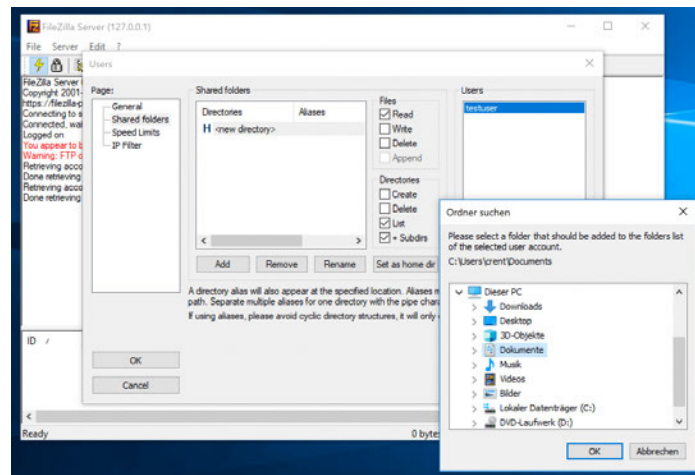 FileZilla Server (127.0.0.1)
File Server Edit ?
FileZilla Server
Copyright 2001-
https://filezilla-p
Connecting to s
Connected, wai
Logged on
You appear to b
Warning: FTP o
Retrieving acco
Done retrieving
Retrieving acco
Done retrieving
ID /
Ready
0 byte
Users
Page:
General
Shared folders
Speed Limits
IP Filter
OK
Cancel
Shared folders
Directories Aliases
H <new directory>
Files
Read
Write
Delete
Append
Directories
Create
Delete
List
+ Subdirs
Add Remove Rename Set as home dir
A directory alias will also appear at the specified location. Aliases m
path. Separate multiple aliases for one directory with the pipe chara
If using aliases, please avoid cyclic directory structures, it will only
Users
testuser
Ordner suchen
Please select a folder that should be added to the folders list
of the selected user account.
C:\Users\crent\Documents
Dieser PC
Downloads
Desktop
3D-Objekte
Dokumente
Musik
Videos
Bilder
Lokaler Datenträger (C:)
DVD-Laufwerk (D:)
OK Abbrechen